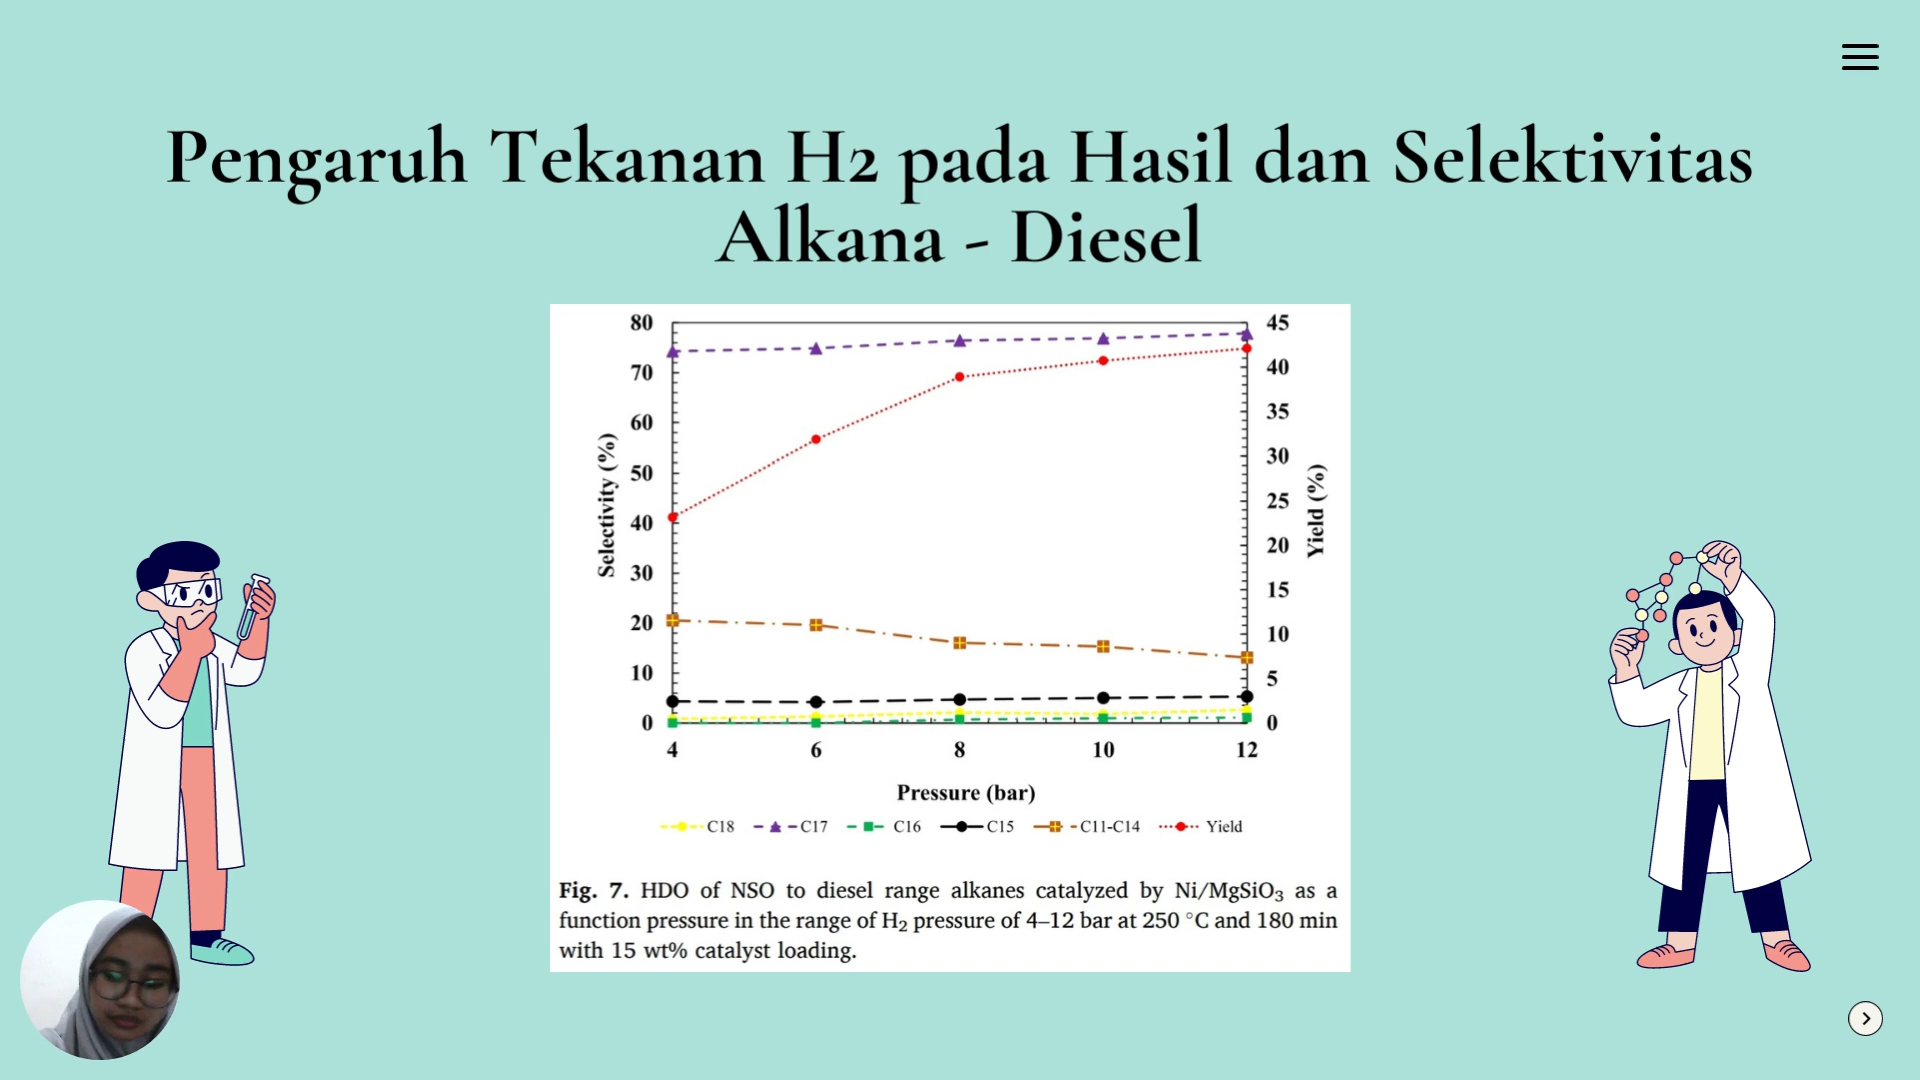 Pengaruh Tekanan H2 pada Hasil dan Selektivitas
Alkana - Diesel
80
70
60
50
40
30
20
10
0
Selectivity (%)
45
40
35
30
25
20
15
10
5
0
Yield (%)
4 6 8 10 12
Pressure (bar)
C18 C17 C16 C15 C11-C14 Yield
Fig. 7. HDO of NSO to diesel range alkanes catalyzed by Ni/MgSiO₃ as a
function pressure in the range of H₂ pressure of 4–12 bar at 250 °C and 180 min
with 15 wt% catalyst loading.